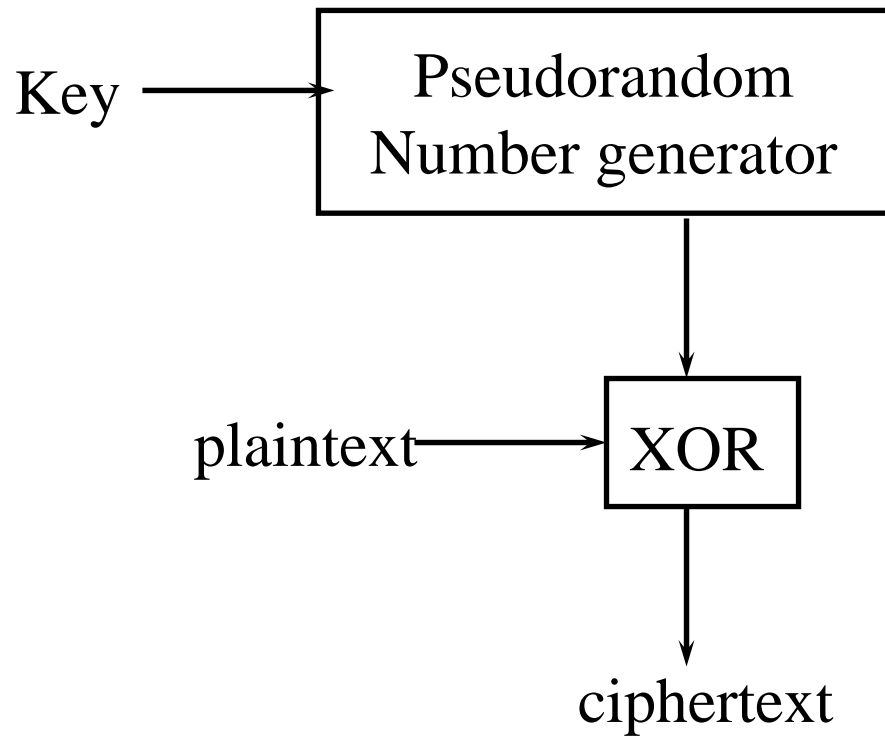 Key
Pseudorandom
Number generator
plaintext
XOR
ciphertext